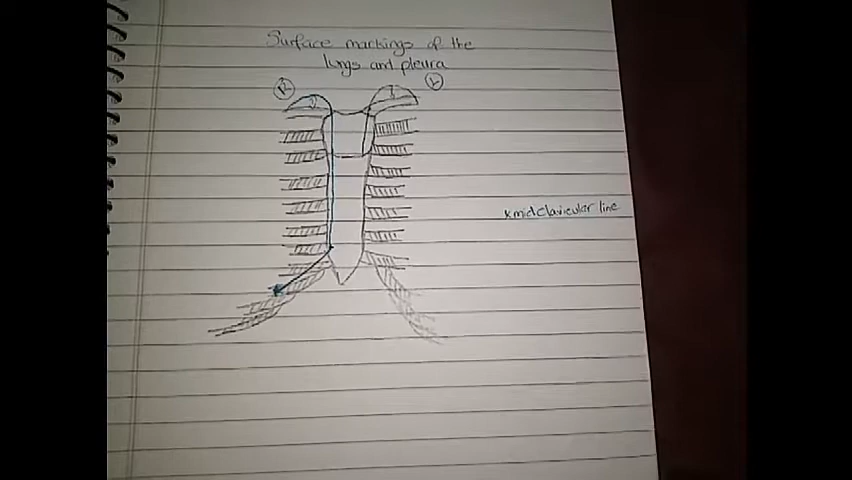 Surface markings of the
lungs and pleura
R
L
x midclavicular line